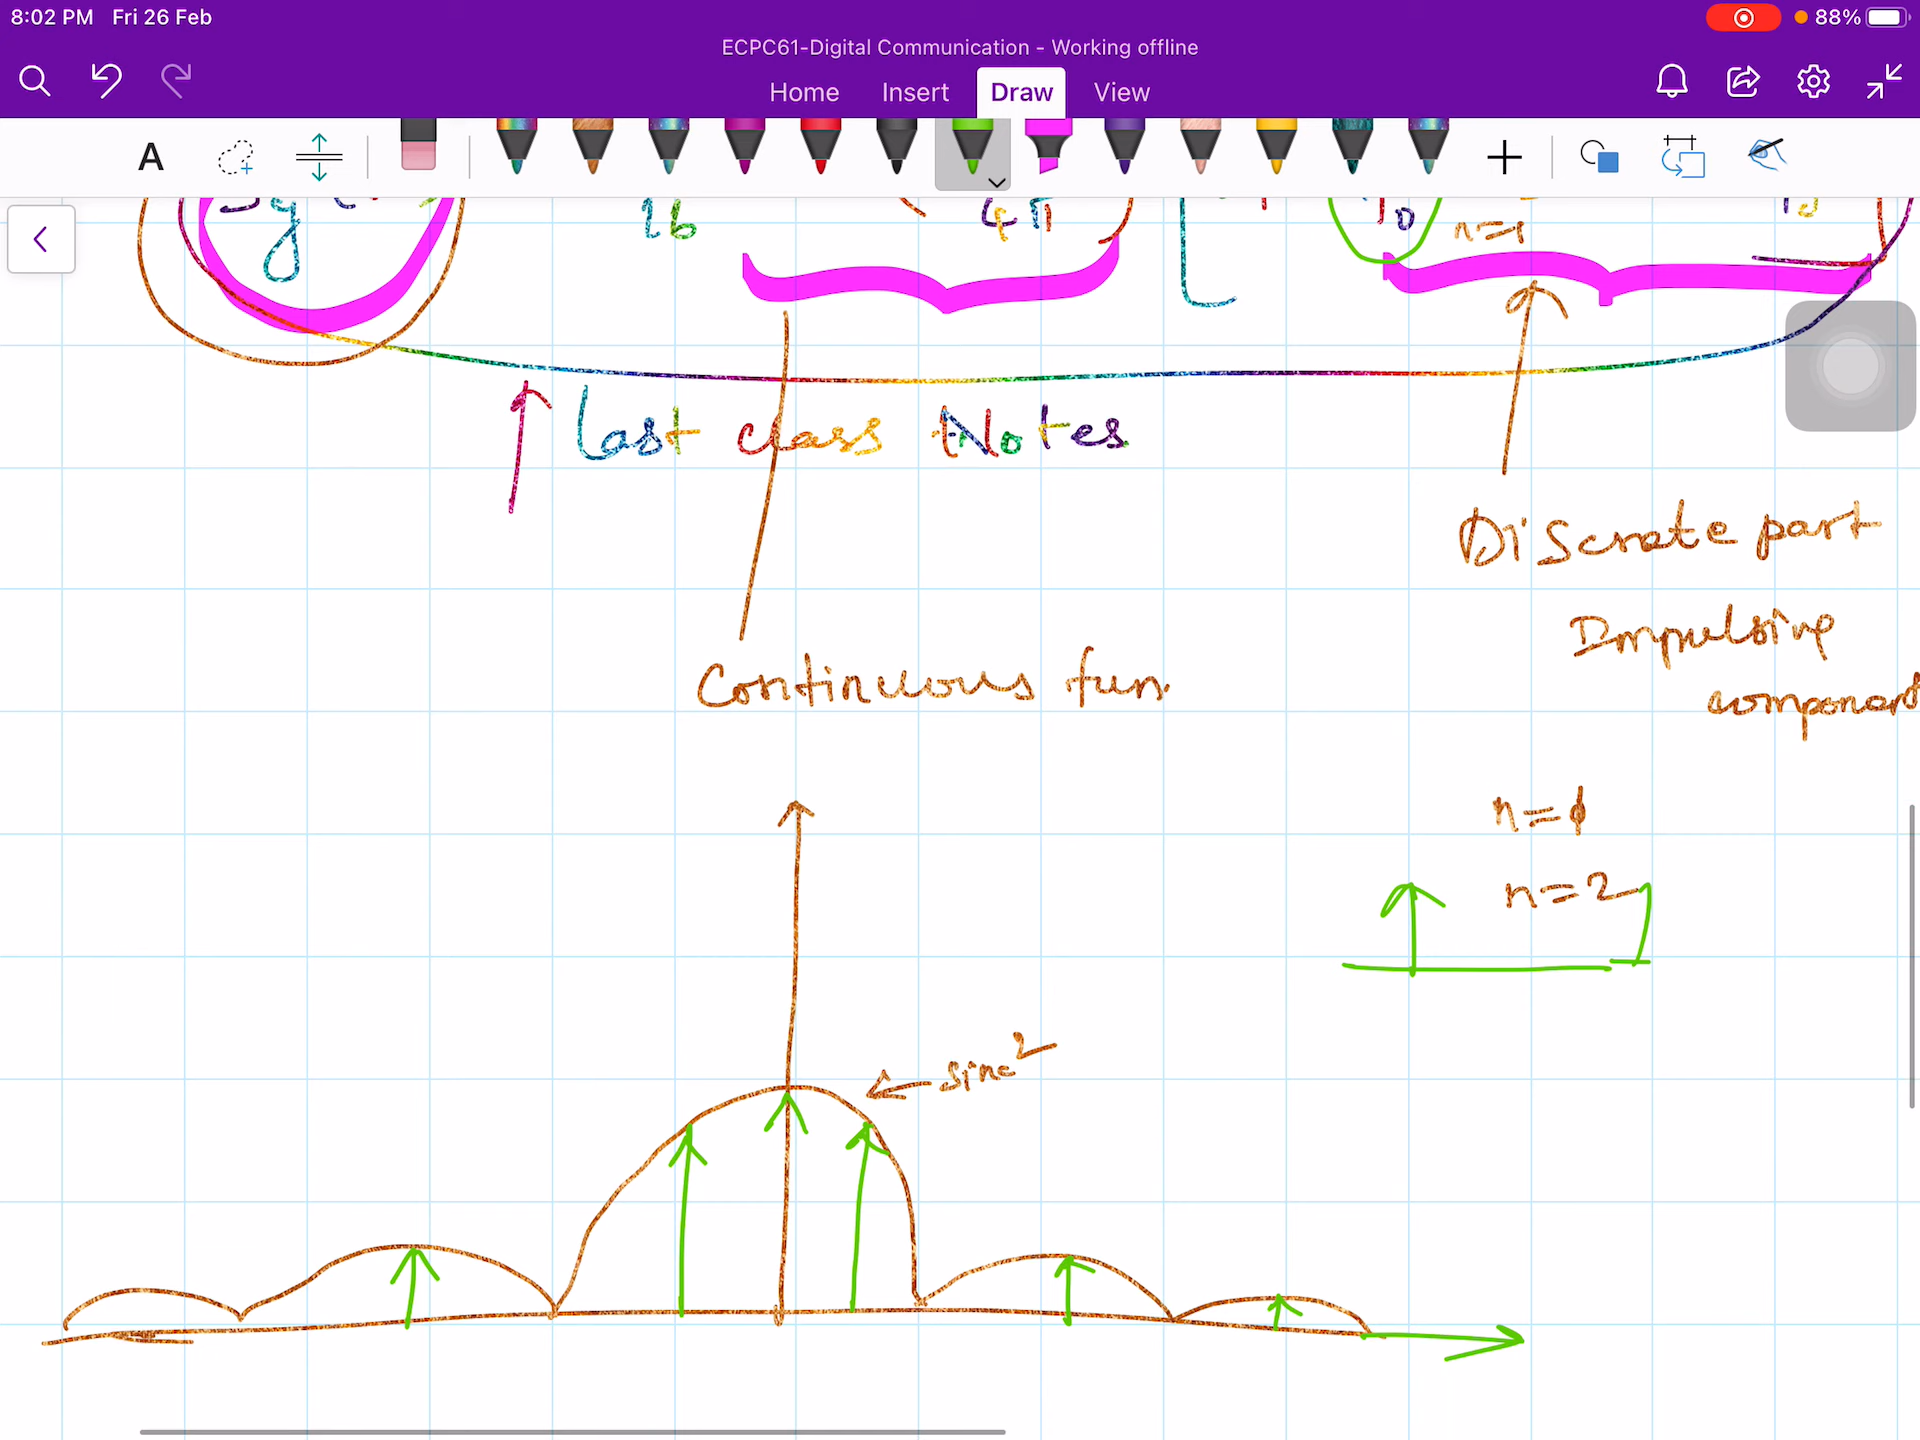 8:02 PM Fri 26 Feb 88%
ECPC61-Digital Communication - Working offline
Home Insert Draw View
A
n=1
Last class Notes
Discrete part
Impulsive
component
Continuous fun.
n=0
n=2
sinc²